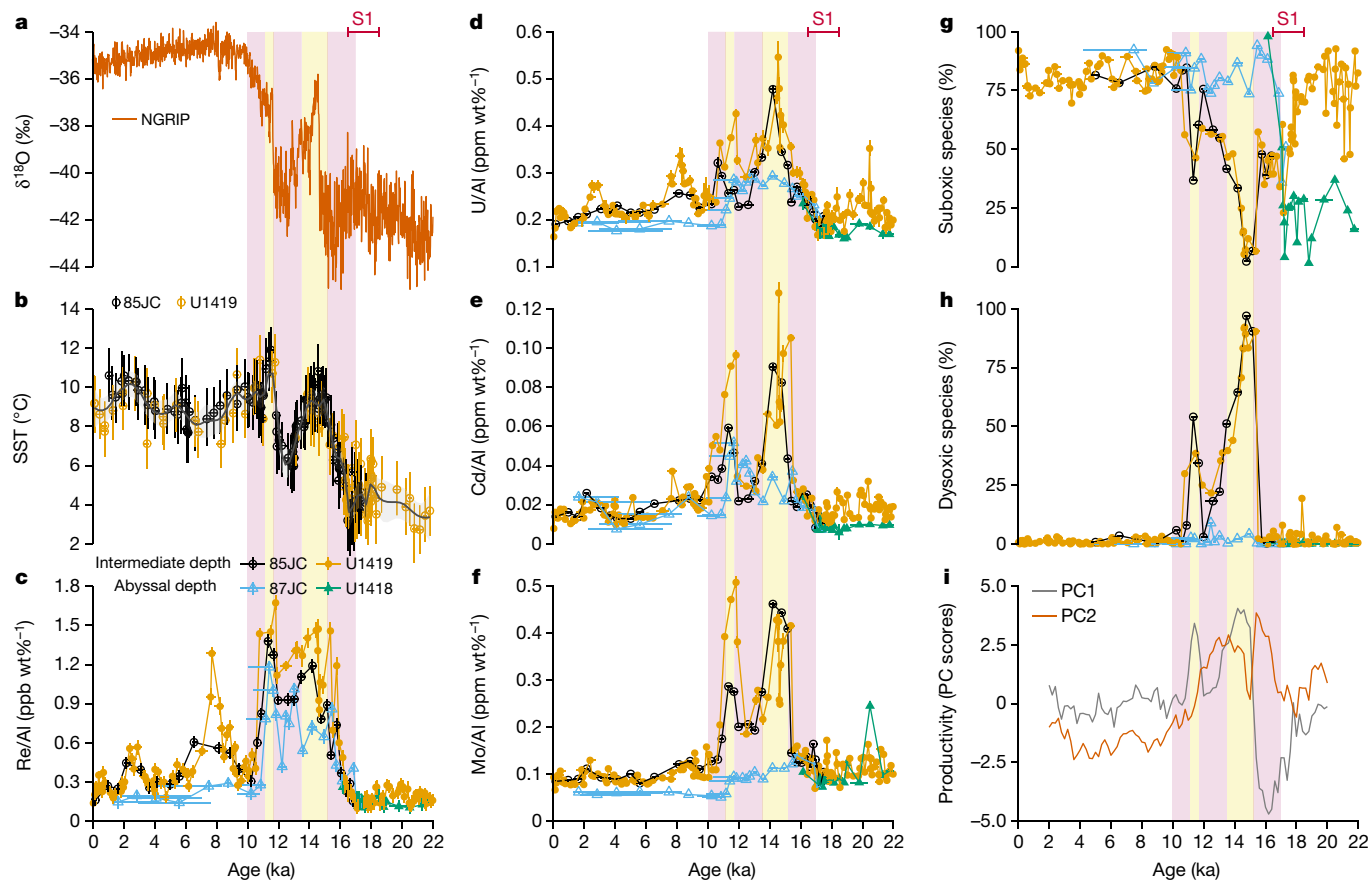 a
S1
−34
−36
−38
−40
−42
−44
δ18O (‰)
NGRIP
b
85JC
U1419
14
12
10
8
6
4
2
SST (°C)
Intermediate depth
85JC
U1419
Abyssal depth
87JC
U1418
c
1.8
1.5
1.2
0.9
0.6
0.3
0
Re/Al (ppb wt%−1)
0 2 4 6 8 10 12 14 16 18 20 22
Age (ka)
d
S1
0.6
0.5
0.4
0.3
0.2
0.1
U/Al (ppm wt%−1)
e
0.12
0.10
0.08
0.06
0.04
0.02
0
Cd/Al (ppm wt%−1)
f
0.5
0.4
0.3
0.2
0.1
0
Mo/Al (ppm wt%−1)
0 2 4 6 8 10 12 14 16 18 20 22
Age (ka)
g
S1
100
75
50
25
0
Suboxic species (%)
h
100
75
50
25
0
Dysoxic species (%)
i
PC1
PC2
5.0
2.5
0
−2.5
−5.0
Productivity (PC scores)
0 2 4 6 8 10 12 14 16 18 20 22
Age (ka)